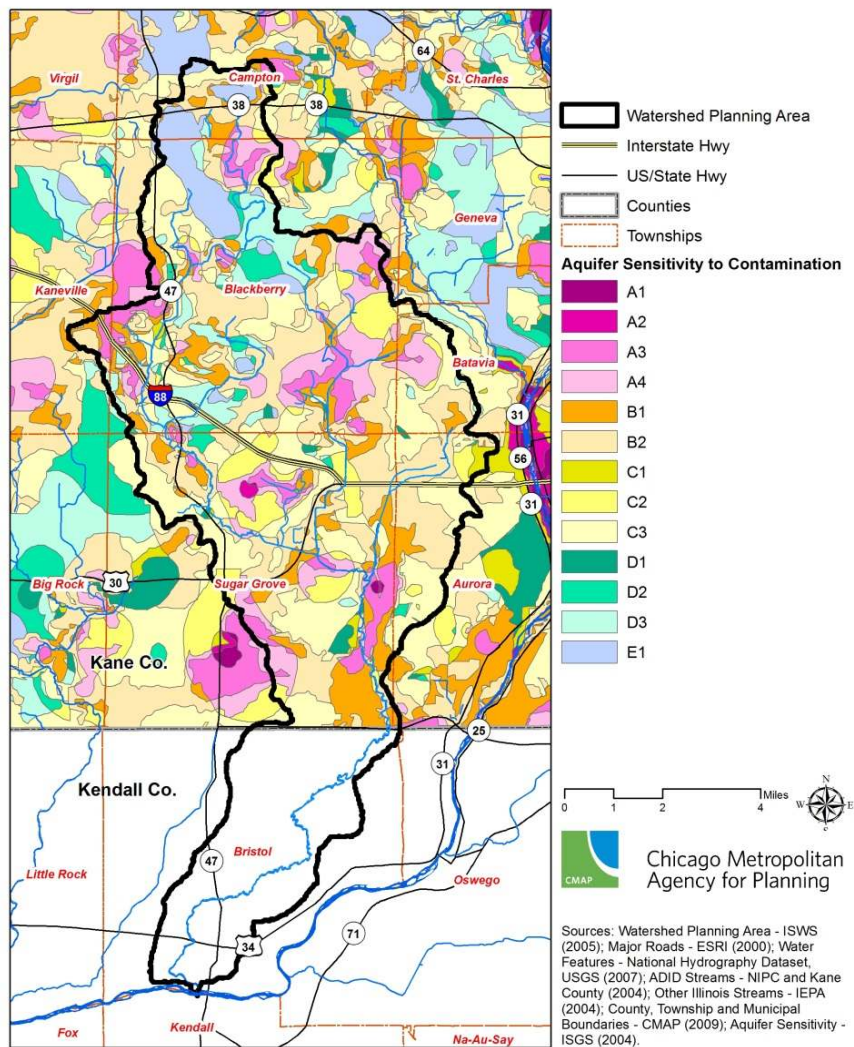 64
Virgil
Campton
St. Charles
38
38
Geneva
Kaneville
47
Blackberry
Batavia
88
31
56
31
Big Rock
30
Sugar Grove
Aurora
Kane Co.
25
31
Kendall Co.
47
Bristol
Little Rock
Oswego
71
34
Fox
Kendall
Na-Au-Say
Watershed Planning Area
Interstate Hwy
US/State Hwy
Counties
Townships
Aquifer Sensitivity to Contamination
A1
A2
A3
A4
B1
B2
C1
C2
C3
D1
D2
D3
E1
Miles
0 1 2 4
N
W E
CMAP
Chicago Metropolitan
Agency for Planning
Sources: Watershed Planning Area - ISWS
(2005); Major Roads - ESRI (2000); Water
Features - National Hydrography Dataset,
USGS (2007); ADID Streams - NIPC and Kane
County (2004); Other Illinois Streams - IEPA
(2004); County, Township and Municipal
Boundaries - CMAP (2009); Aquifer Sensitivity -
ISGS (2004).